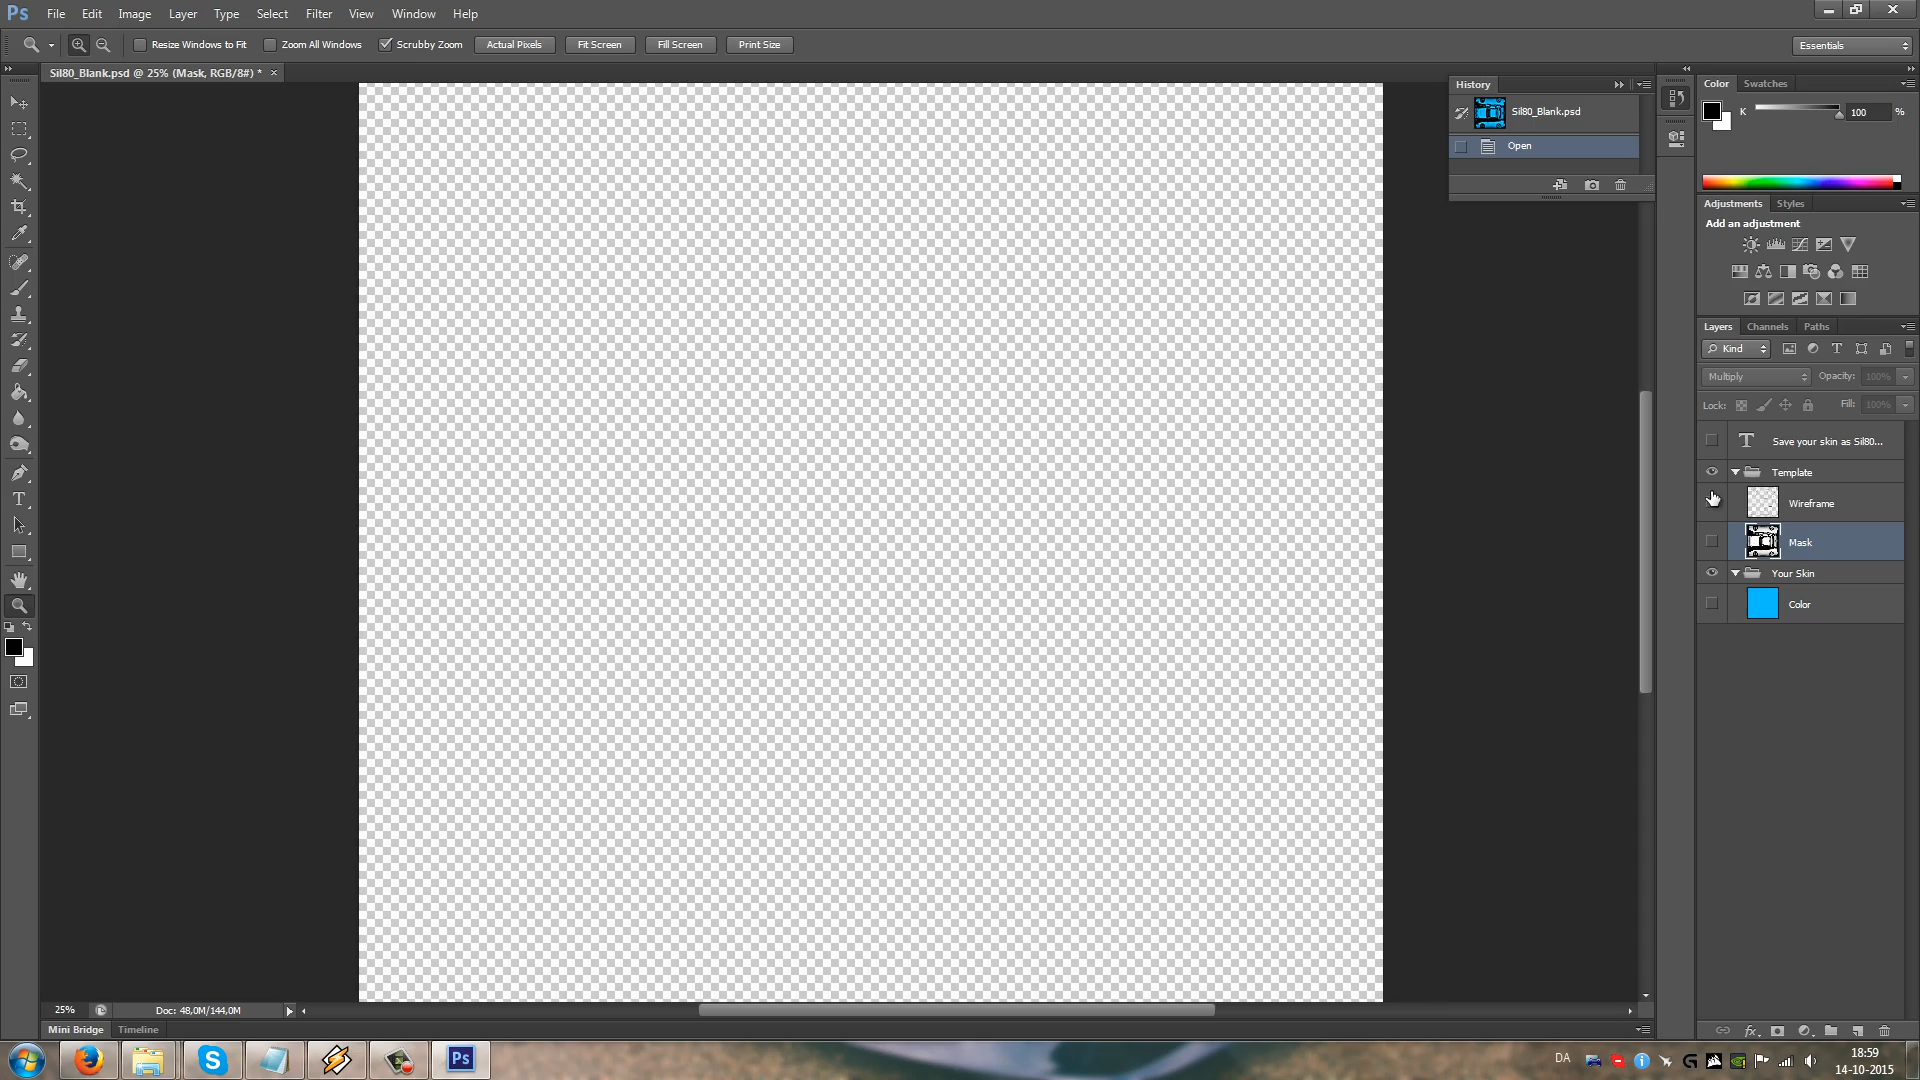 Ps File Edit Image Layer Type Select Filter View Window Help
Resize Windows to Fit Zoom All Windows Scrubby Zoom Actual Pixels Fit Screen Fill Screen Print Size Essentials
Sil80_Blank.psd @ 25% (Mask, RGB/8#) * ×
History
Sil80_Blank.psd
Open
Color Swatches
K 100 %
Adjustments Styles
Add an adjustment
Layers Channels Paths
Kind
Multiply Opacity: 100%
Lock: Fill: 100%
Save your skin as Sil80...
Template
Wireframe
Mask
Your Skin
Color
25% Doc: 48,0M/144,0M
Mini Bridge Timeline
DA
18:59
14-10-2015